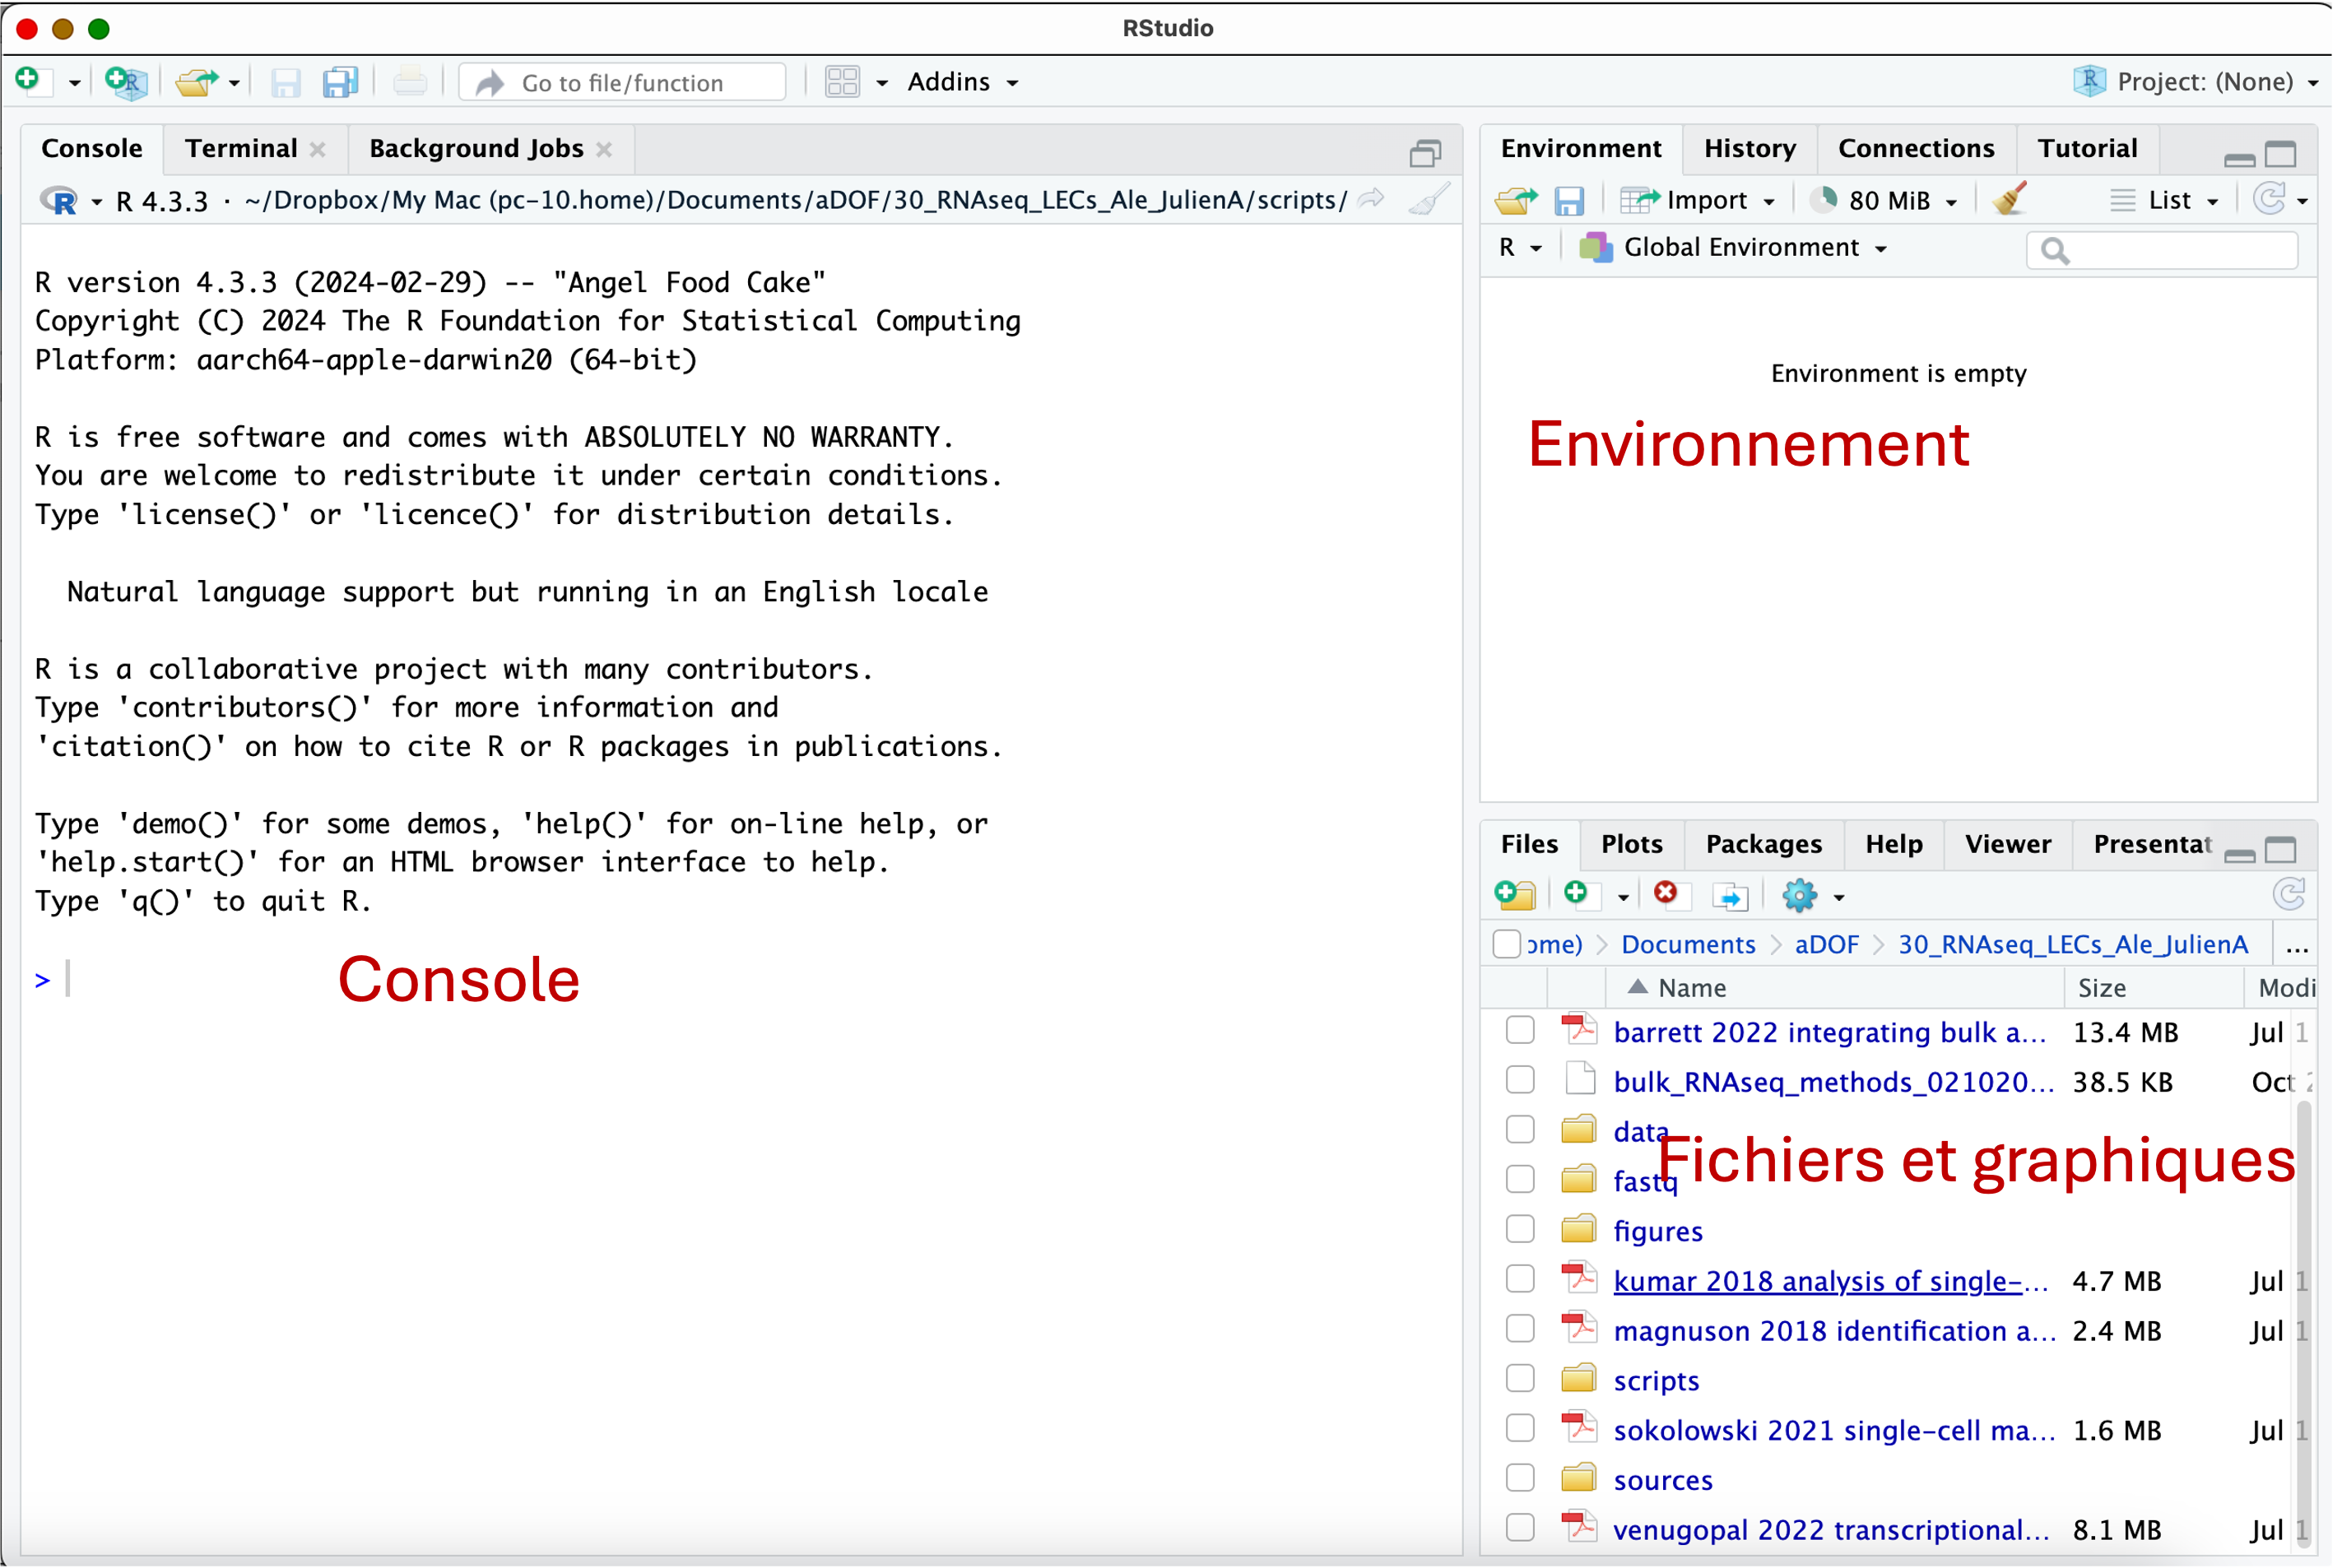 RStudio
Go to file/function
Addins
Project: (None)
Console
Terminal
Background Jobs
R 4.3.3 · ~/Dropbox/My Mac (pc-10.home)/Documents/aDOF/30_RNAseq_LECs_Ale_JulienA/scripts/
R version 4.3.3 (2024-02-29) -- "Angel Food Cake"
Copyright (C) 2024 The R Foundation for Statistical Computing
Platform: aarch64-apple-darwin20 (64-bit)
R is free software and comes with ABSOLUTELY NO WARRANTY.
You are welcome to redistribute it under certain conditions.
Type 'license()' or 'licence()' for distribution details.
Natural language support but running in an English locale
R is a collaborative project with many contributors.
Type 'contributors()' for more information and
'citation()' on how to cite R or R packages in publications.
Type 'demo()' for some demos, 'help()' for on-line help, or
'help.start()' for an HTML browser interface to help.
Type 'q()' to quit R.
>
Console
Environment
History
Connections
Tutorial
Import
80 MiB
List
R
Global Environment
Environment is empty
Environnement
Files
Plots
Packages
Help
Viewer
Presentat
ome) > Documents > aDOF > 30_RNAseq_LECs_Ale_JulienA ...
Name Size Modi
barrett 2022 integrating bulk a... 13.4 MB Jul 1
bulk_RNAseq_methods_021020... 38.5 KB Oct 2
data
Fichiers et graphiques
fastq
figures
kumar 2018 analysis of single-... 4.7 MB Jul 1
magnuson 2018 identification a... 2.4 MB Jul 1
scripts
sokolowski 2021 single-cell ma... 1.6 MB Jul 1
sources
venugopal 2022 transcriptional... 8.1 MB Jul 1